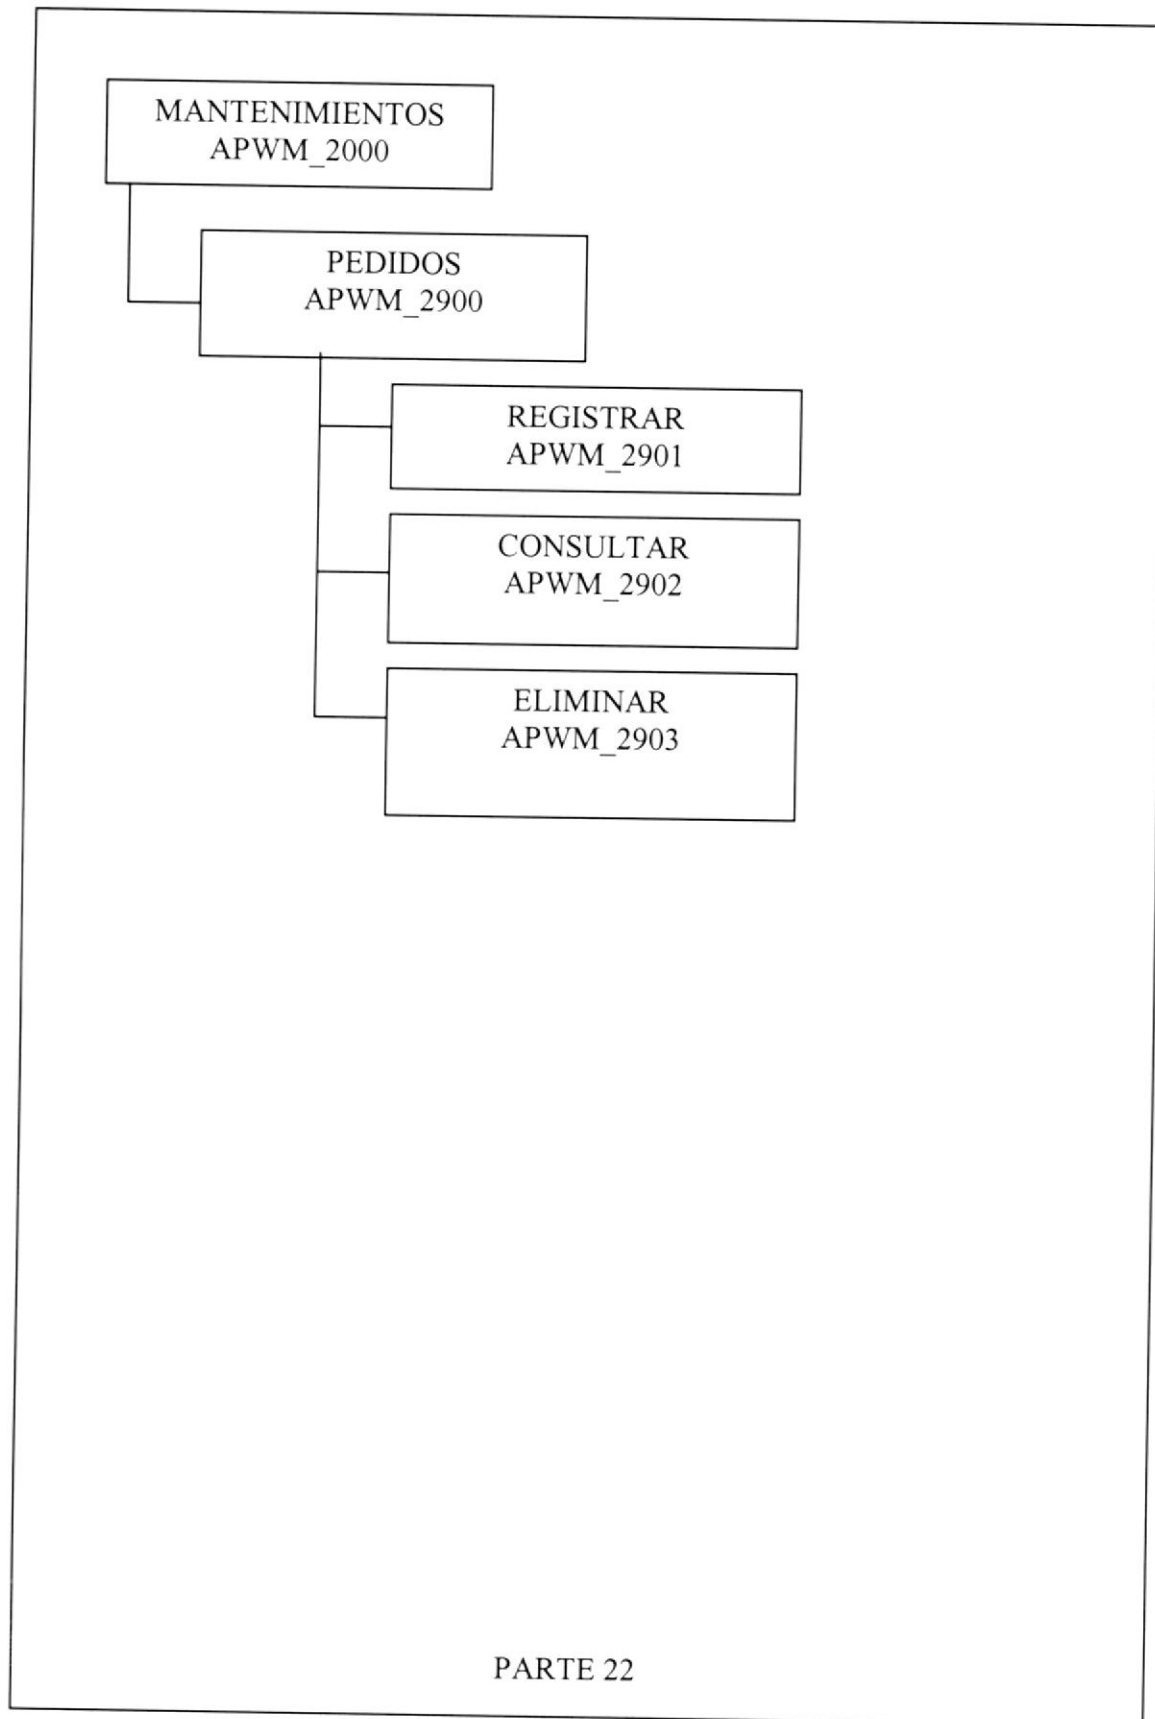 MANTENIMIENTOS
APWM_2000
PEDIDOS
APWM_2900
REGISTRAR
APWM_2901
CONSULTAR
APWM_2902
ELIMINAR
APWM_2903
PARTE 22